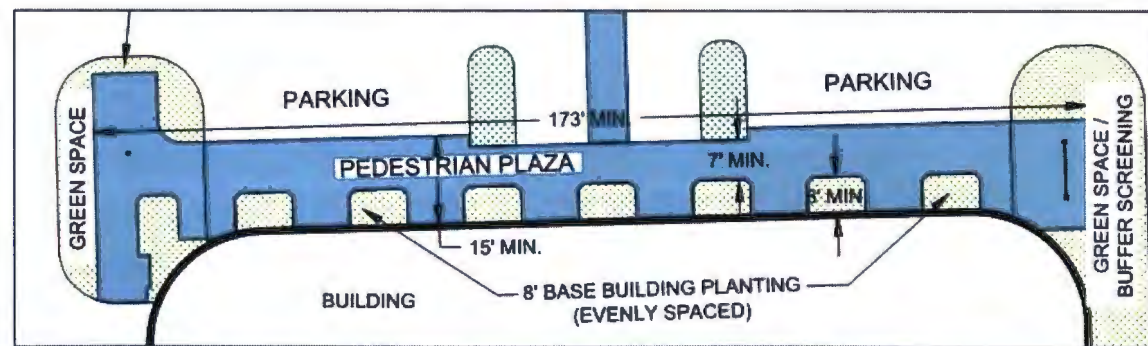 PARKING
PARKING
173' MIN.
PEDESTRIAN PLAZA
7' MIN.
8' MIN
GREEN SPACE
GREEN SPACE /
BUFFER SCREENING
15' MIN.
8' BASE BUILDING PLANTING
(EVENLY SPACED)
BUILDING